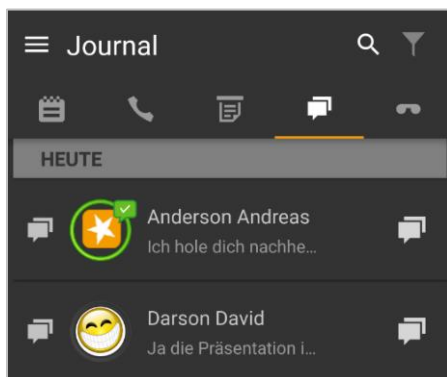 Journal
HEUTE
Anderson Andreas
Ich hole dich nachhe...
Darson David
Ja die Präsentation i...